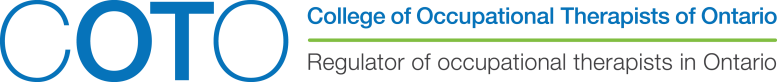 COTO
College of Occupational Therapists of Ontario
Regulator of occupational therapists in Ontario